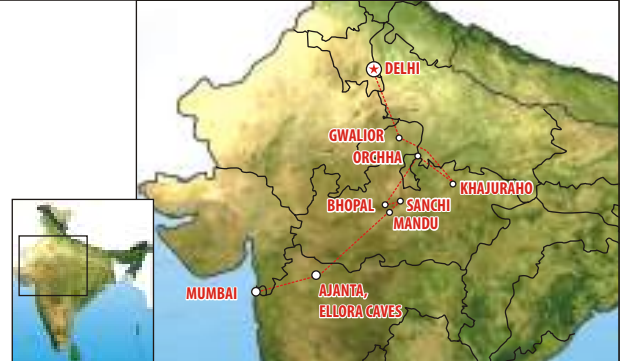 DELHI
GWALIOR
ORCHHA
KHAJURAHO
BHOPAL
SANCHI
MANDU
MUMBAI
AJANTA,
ELLORA CAVES